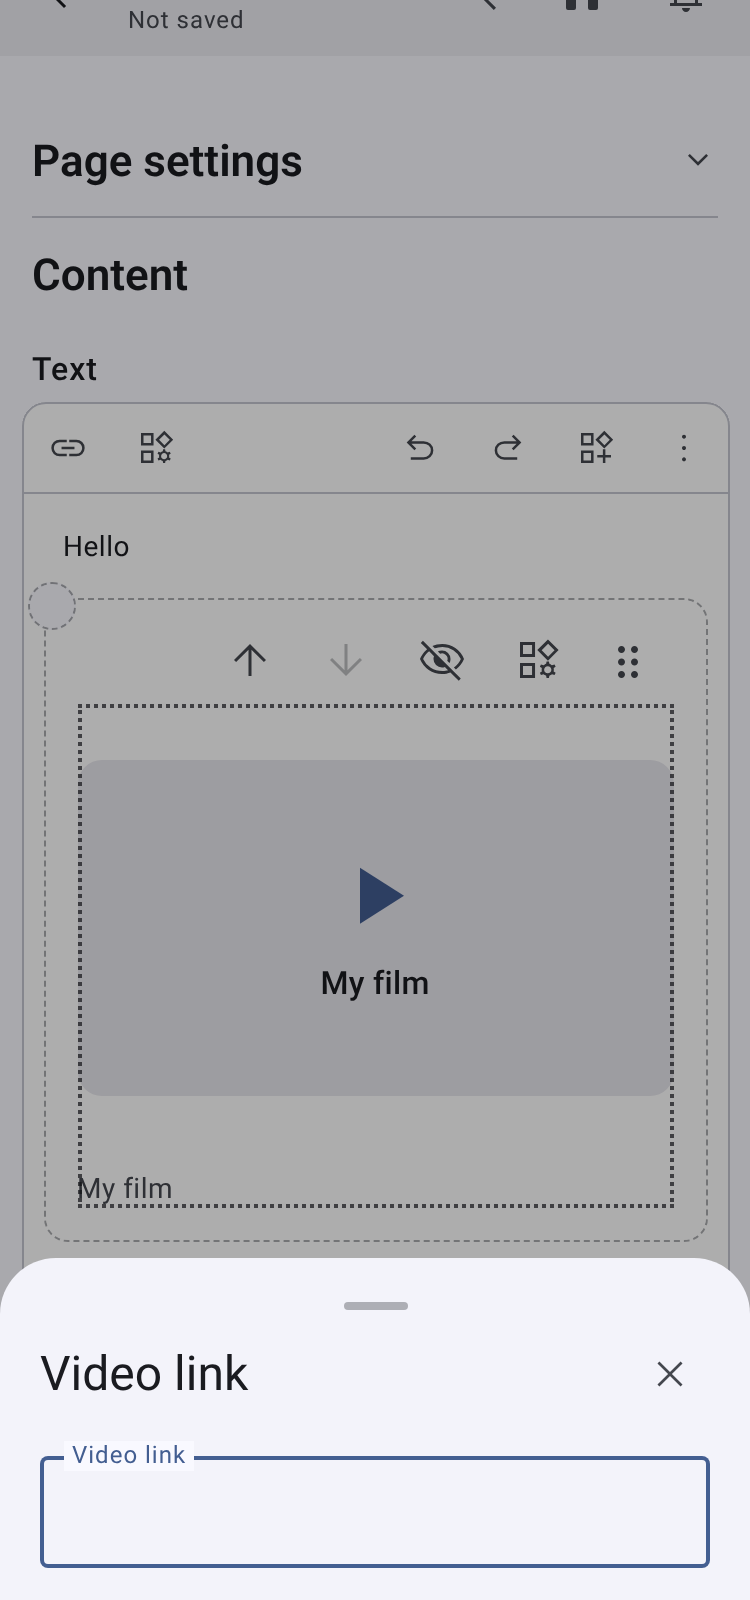 Not saved
Page settings
Content
Text
Hello
My film
My film
Video link
Video link